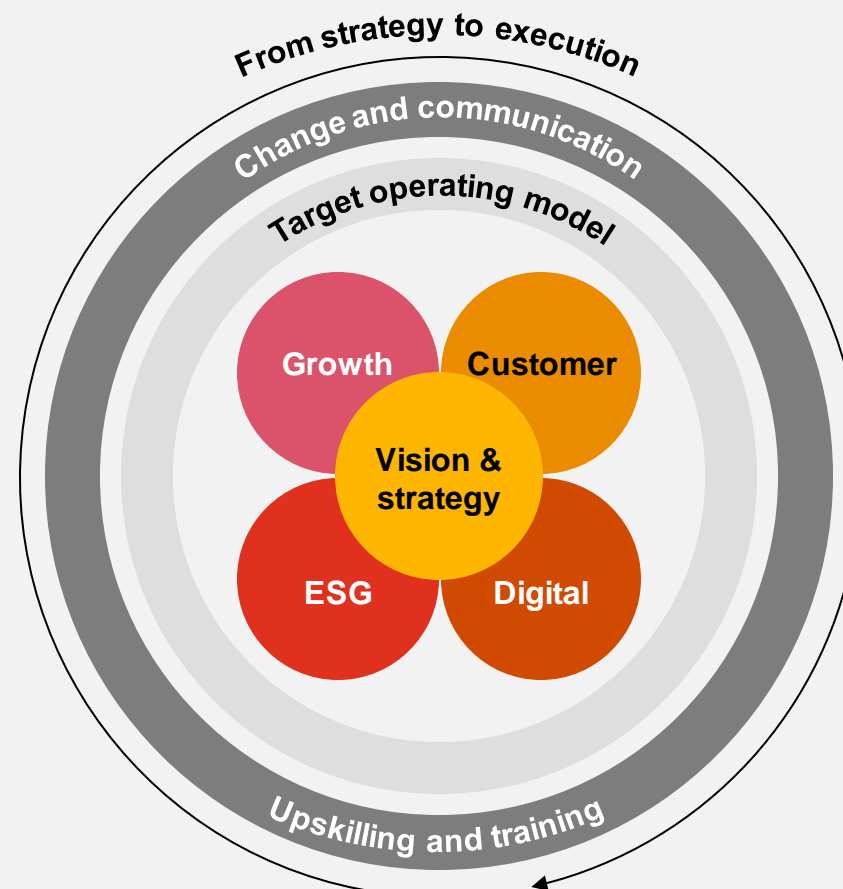 From strategy to execution
Change and communication
Target operating model
Growth
Customer
Vision &
strategy
ESG
Digital
Upskilling and training